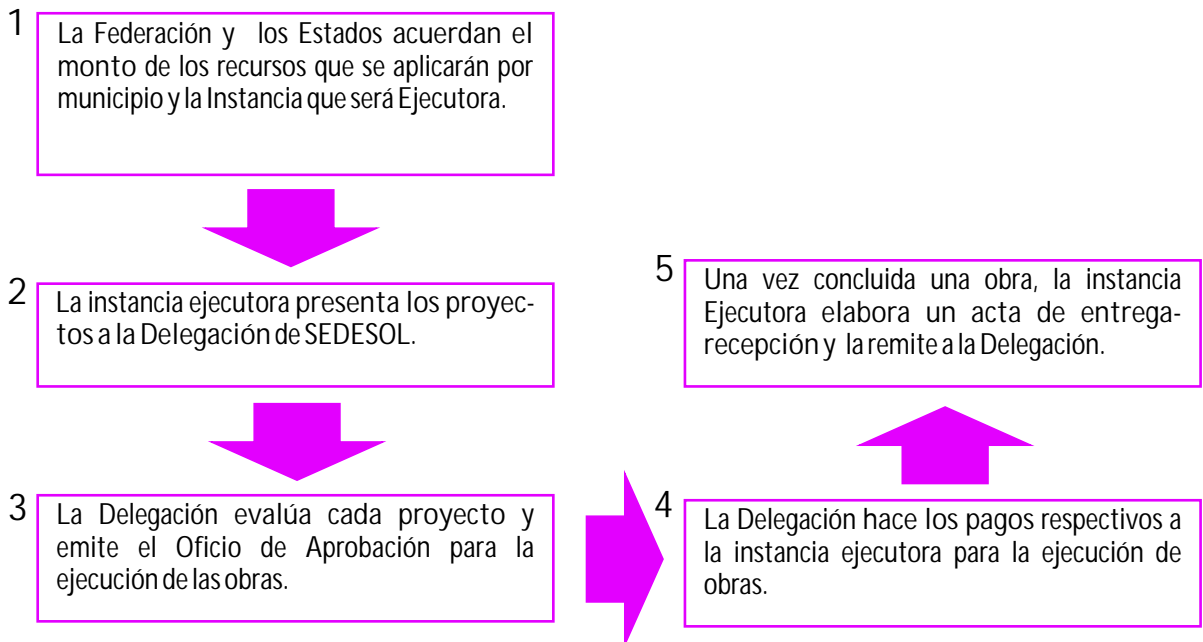 1
La Federación y los Estados acuerdan el
monto de los recursos que se aplicarán por
municipio y la Instancia que será Ejecutora.
2
La instancia ejecutora presenta los proyec-
tos a la Delegación de SEDESOL.
3
La Delegación evalúa cada proyecto y
emite el Oficio de Aprobación para la
ejecución de las obras.
4
La Delegación hace los pagos respectivos a
la instancia ejecutora para la ejecución de
obras.
5
Una vez concluida una obra, la instancia
Ejecutora elabora un acta de entrega-
recepción y la remite a la Delegación.